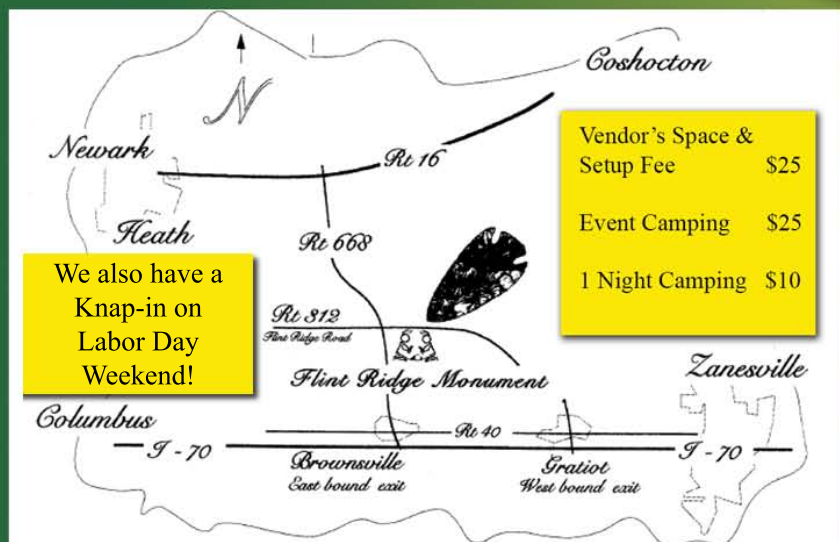 Coshocton
N
Newark
Rt 16
Vendor's Space &
Setup Fee $25
Event Camping $25
1 Night Camping $10
Heath
Rt 668
We also have a
Knap-in on
Labor Day
Weekend!
Rt 312
Flint Ridge Road
Flint Ridge Monument
Zanesville
Columbus
Rt 40
I - 70
I - 70
Brownsville
East bound exit
Gratiot
West bound exit